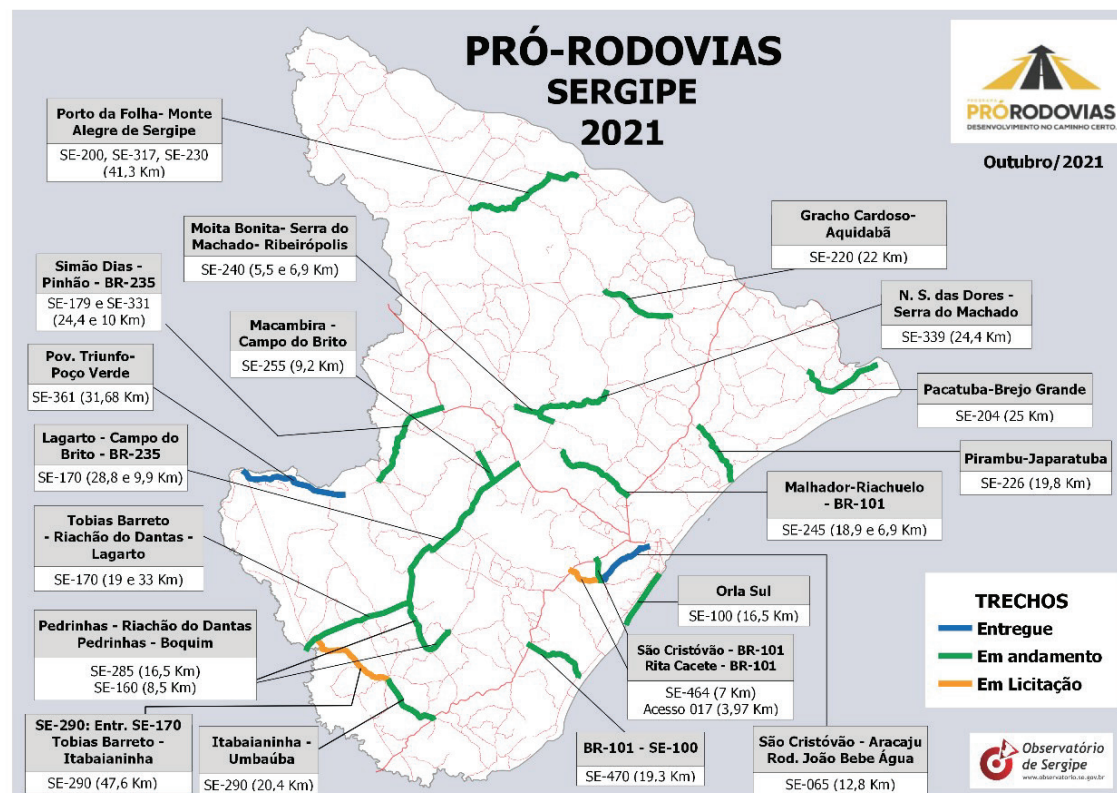 PRÓ-RODOVIAS
SERGIPE
2021
PROGRAMA
PRÓRODOVIAS
DESENVOLVIMENTO NO CAMINHO CERTO.
Outubro/2021
Porto da Folha- Monte
Alegre de Sergipe
SE-200, SE-317, SE-230
(41,3 Km)
Moita Bonita- Serra do
Machado- Ribeirópolis
SE-240 (5,5 e 6,9 Km)
Simão Dias -
Pinhão - BR-235
SE-179 e SE-331
(24,4 e 10 Km)
Macambira -
Campo do Brito
SE-255 (9,2 Km)
Pov. Triunfo-
Poço Verde
SE-361 (31,68 Km)
Lagarto - Campo do
Brito - BR-235
SE-170 (28,8 e 9,9 Km)
Tobias Barreto
- Riachão do Dantas -
Lagarto
SE-170 (19 e 33 Km)
Pedrinhas - Riachão do Dantas
Pedrinhas - Boquim
SE-285 (16,5 Km)
SE-160 (8,5 Km)
SE-290: Entr. SE-170
Tobias Barreto -
Itabaianinha
SE-290 (47,6 Km)
Itabaianinha -
Umbaúba
SE-290 (20,4 Km)
Gracho Cardoso-
Aquidabã
SE-220 (22 Km)
N. S. das Dores -
Serra do Machado
SE-339 (24,4 Km)
Pacatuba-Brejo Grande
SE-204 (25 Km)
Pirambu-Japaratuba
SE-226 (19,8 Km)
Malhador-Riachuelo
- BR-101
SE-245 (18,9 e 6,9 Km)
Orla Sul
SE-100 (16,5 Km)
São Cristóvão - BR-101
Rita Cacete - BR-101
SE-464 (7 Km)
Acesso 017 (3,97 Km)
BR-101 - SE-100
SE-470 (19,3 Km)
São Cristóvão - Aracaju
Rod. João Bebe Água
SE-065 (12,8 Km)
TRECHOS
Entregue
Em andamento
Em Licitação
Observatório
de Sergipe
www.observatorio.se.gov.br